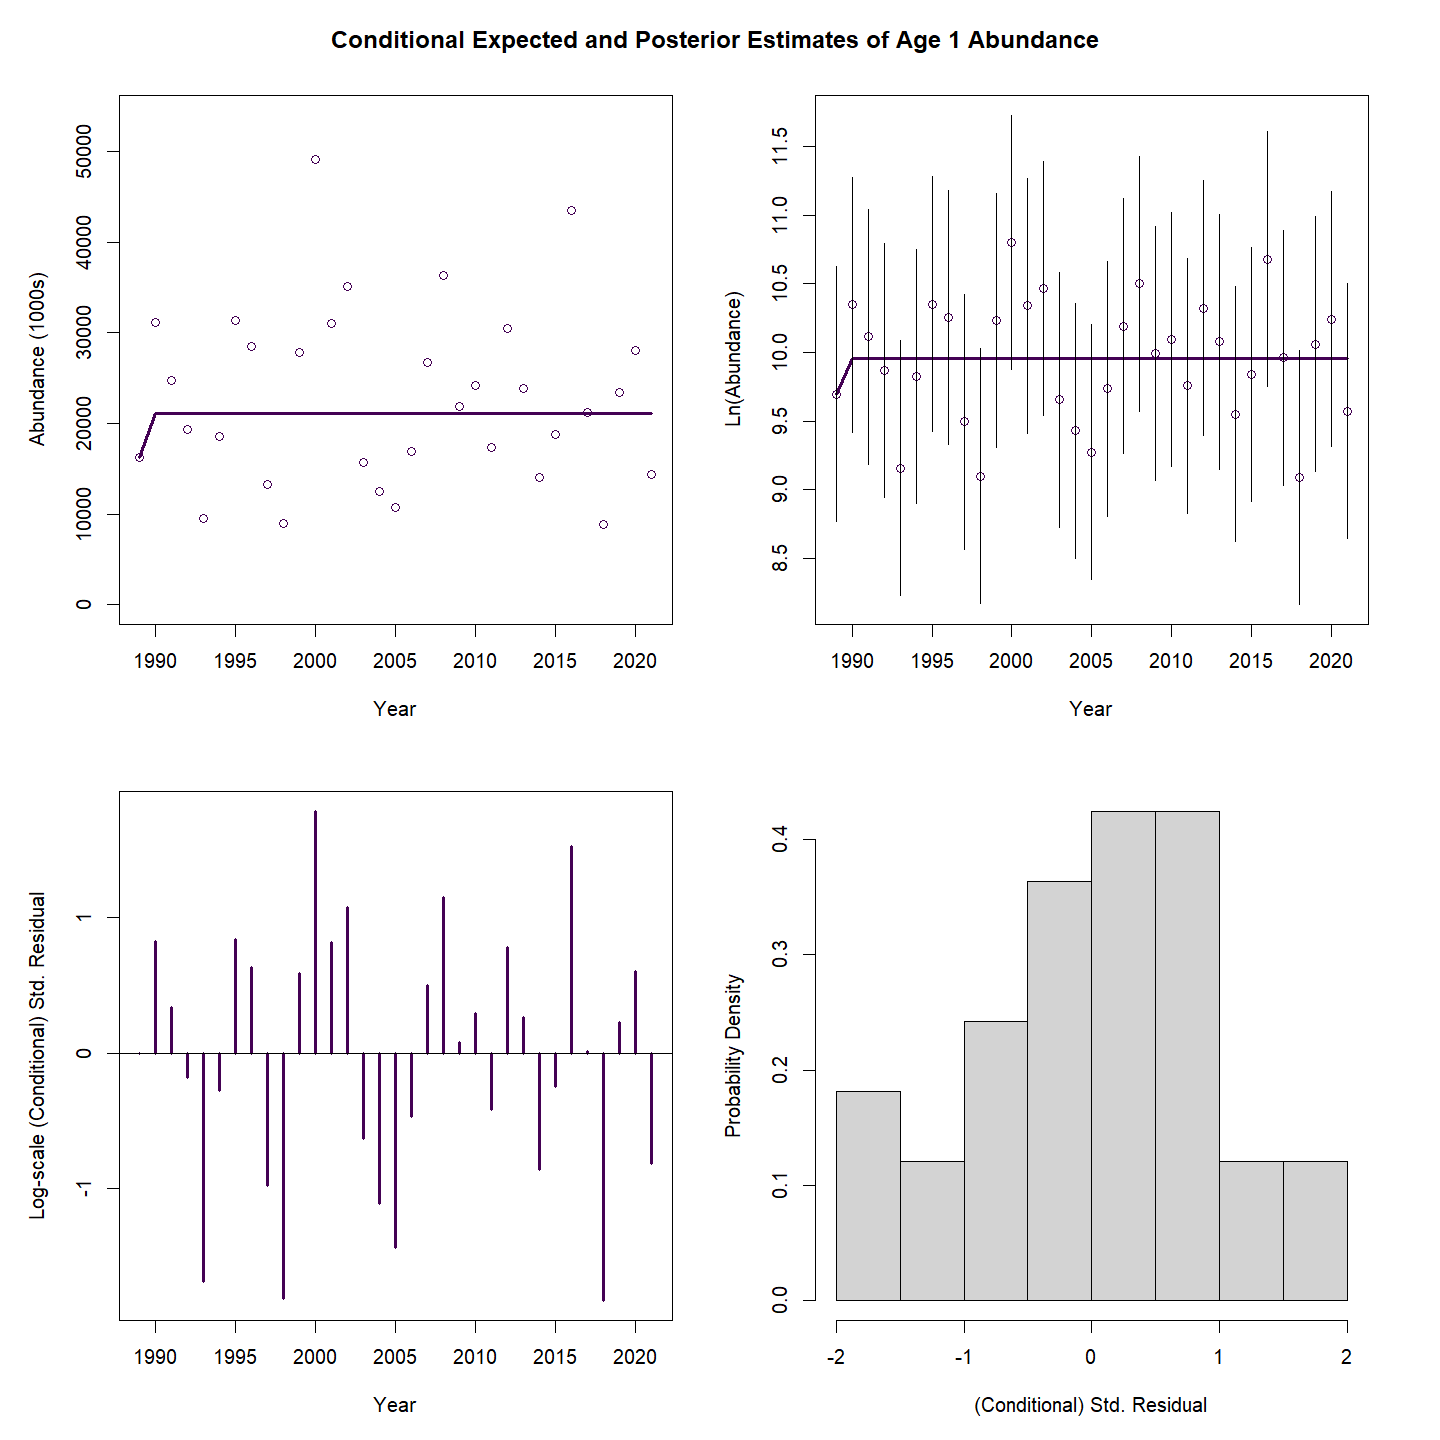 Conditional Expected and Posterior Estimates of Age 1 Abundance
Abundance (1000s)
50000
40000
30000
20000
10000
0
1990 1995 2000 2005 2010 2015 2020
Year
Ln(Abundance)
11.5
11.0
10.5
10.0
9.5
9.0
8.5
1990 1995 2000 2005 2010 2015 2020
Year
Log-scale (Conditional) Std. Residual
1
0
-1
1990 1995 2000 2005 2010 2015 2020
Year
Probability Density
0.4
0.3
0.2
0.1
0.0
-2 -1 0 1 2
(Conditional) Std. Residual